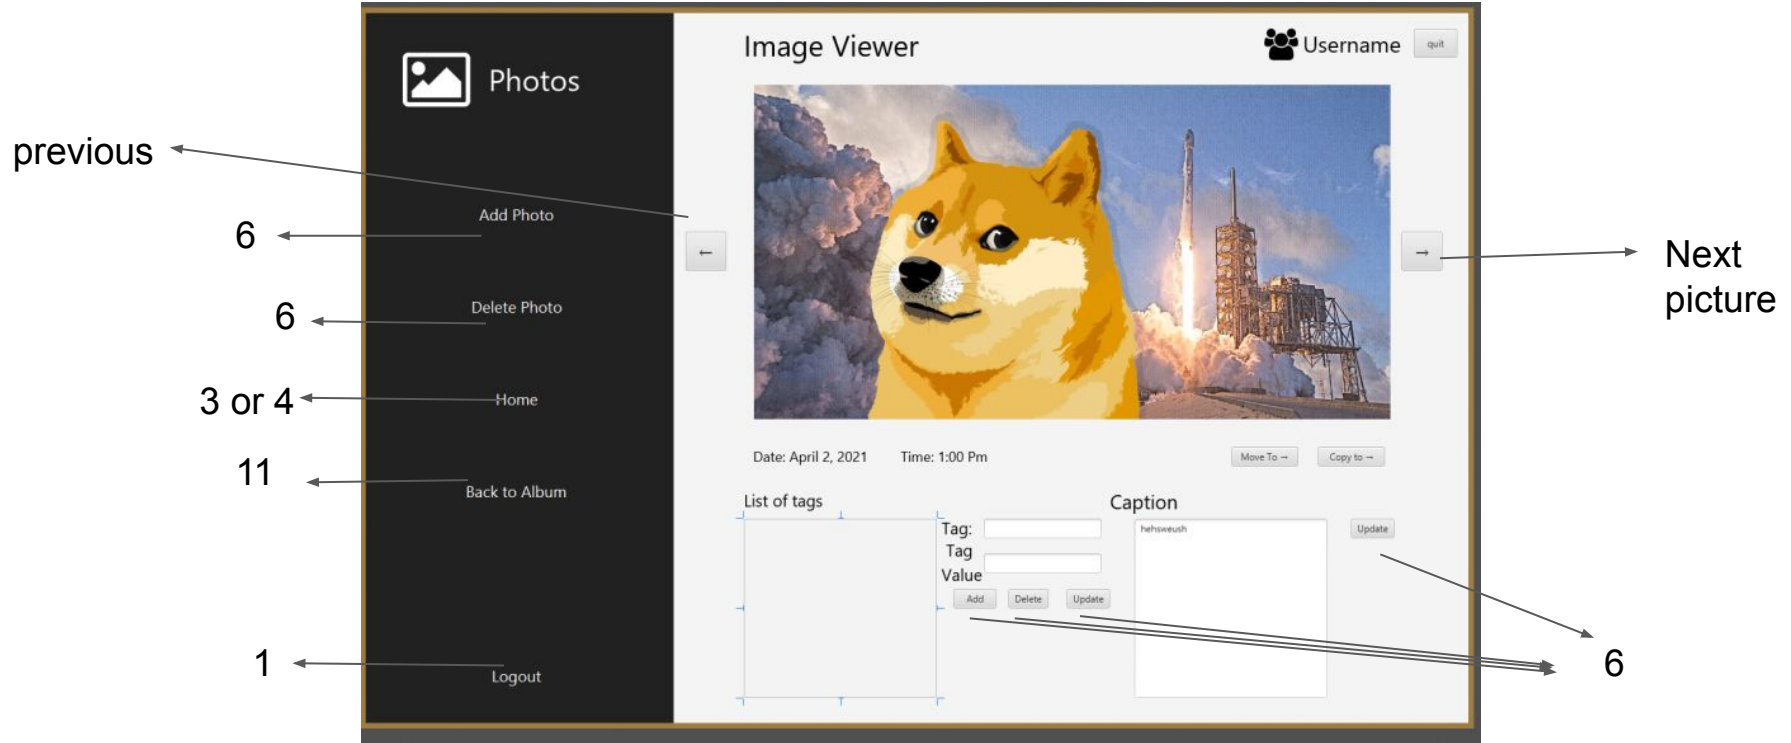 Image Viewer
Username
quit
Photos
previous
Add Photo
6
←
→
Next
picture
Delete Photo
6
Home
3 or 4
Date: April 2, 2021
Time: 1:00 Pm
Move To →
Copy to →
Back to Album
11
List of tags
Caption
Tag:
hehsweush
Update
Tag
Value
Add
Delete
Update
Logout
1
6